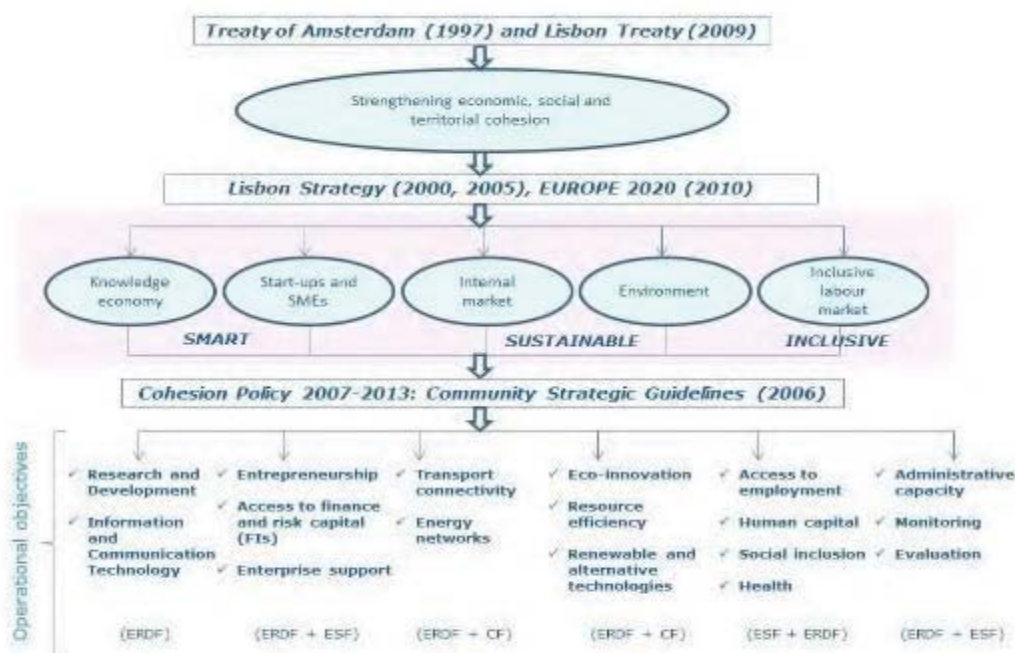 Treaty of Amsterdam (1997) and Lisbon Treaty (2009)
Strengthening economic, social and
territorial cohesion
Lisbon Strategy (2000, 2005), EUROPE 2020 (2010)
Knowledge
economy
Start-ups and
SMEs
Internal
market
Environment
Inclusive
labour
market
SMART
SUSTAINABLE
INCLUSIVE
Cohesion Policy 2007-2013: Community Strategic Guidelines (2006)
Operational objectives
✓ Research and
Development
✓ Information
and
Communication
Technology
(ERDF)
✓ Entrepreneurship
✓ Access to finance
and risk capital
(FIs)
✓ Enterprise support
(ERDF + ESF)
✓ Transport
connectivity
✓ Energy
networks
(ERDF + CF)
✓ Eco-innovation
✓ Resource
efficiency
✓ Renewable and
alternative
technologies
(ERDF + CF)
✓ Access to
employment
✓ Human capital
✓ Social inclusion
✓ Health
(ESF + ERDF)
✓ Administrative
capacity
✓ Monitoring
✓ Evaluation
(ERDF + ESF)